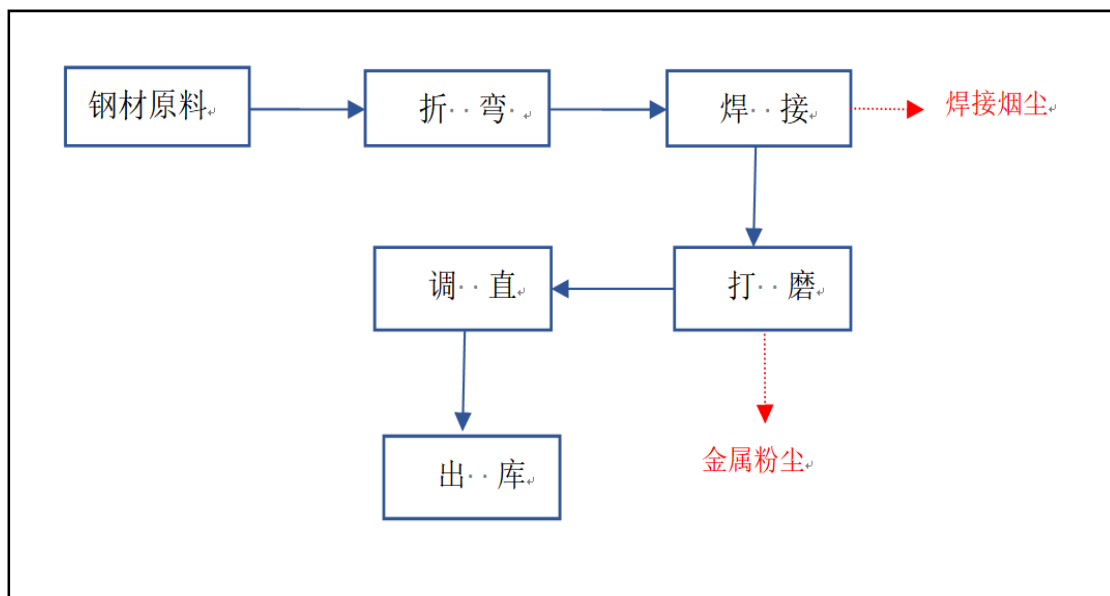 钢材原料
折 弯
焊 接
焊接烟尘
调 直
打 磨
出 库
金属粉尘